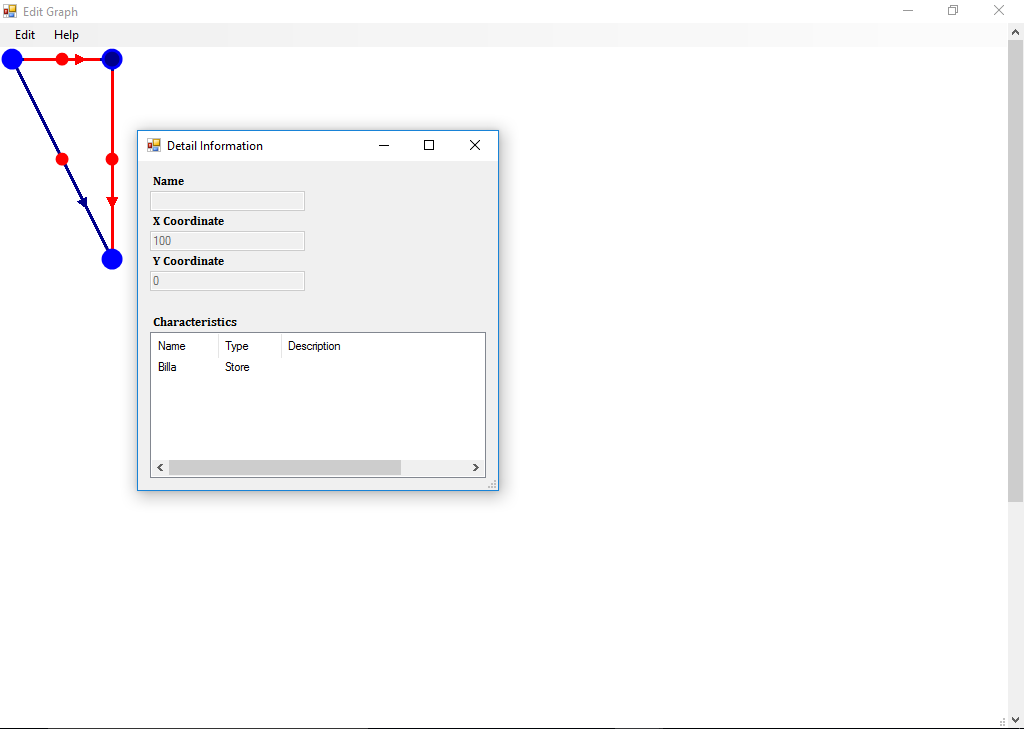 Edit Graph
Edit Help
Detail Information
Name
X Coordinate
100
Y Coordinate
0
Characteristics
Name Type Description
Billa Store